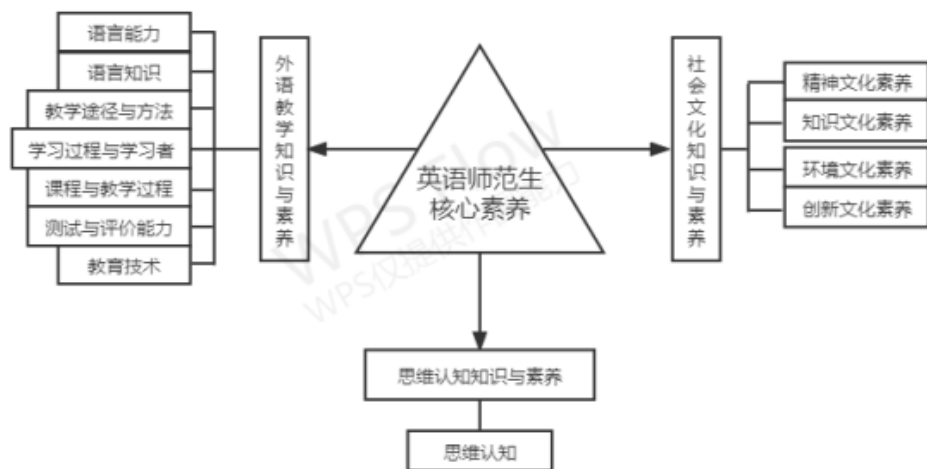 语言能力
语言知识
教学途径与方法
学习过程与学习者
课程与教学过程
测试与评价能力
教育技术
外语教学知识与素养
英语师范生
核心素养
社会文化知识与素养
精神文化素养
知识文化素养
环境文化素养
创新文化素养
思维认知知识与素养
思维认知
WPS FLOW